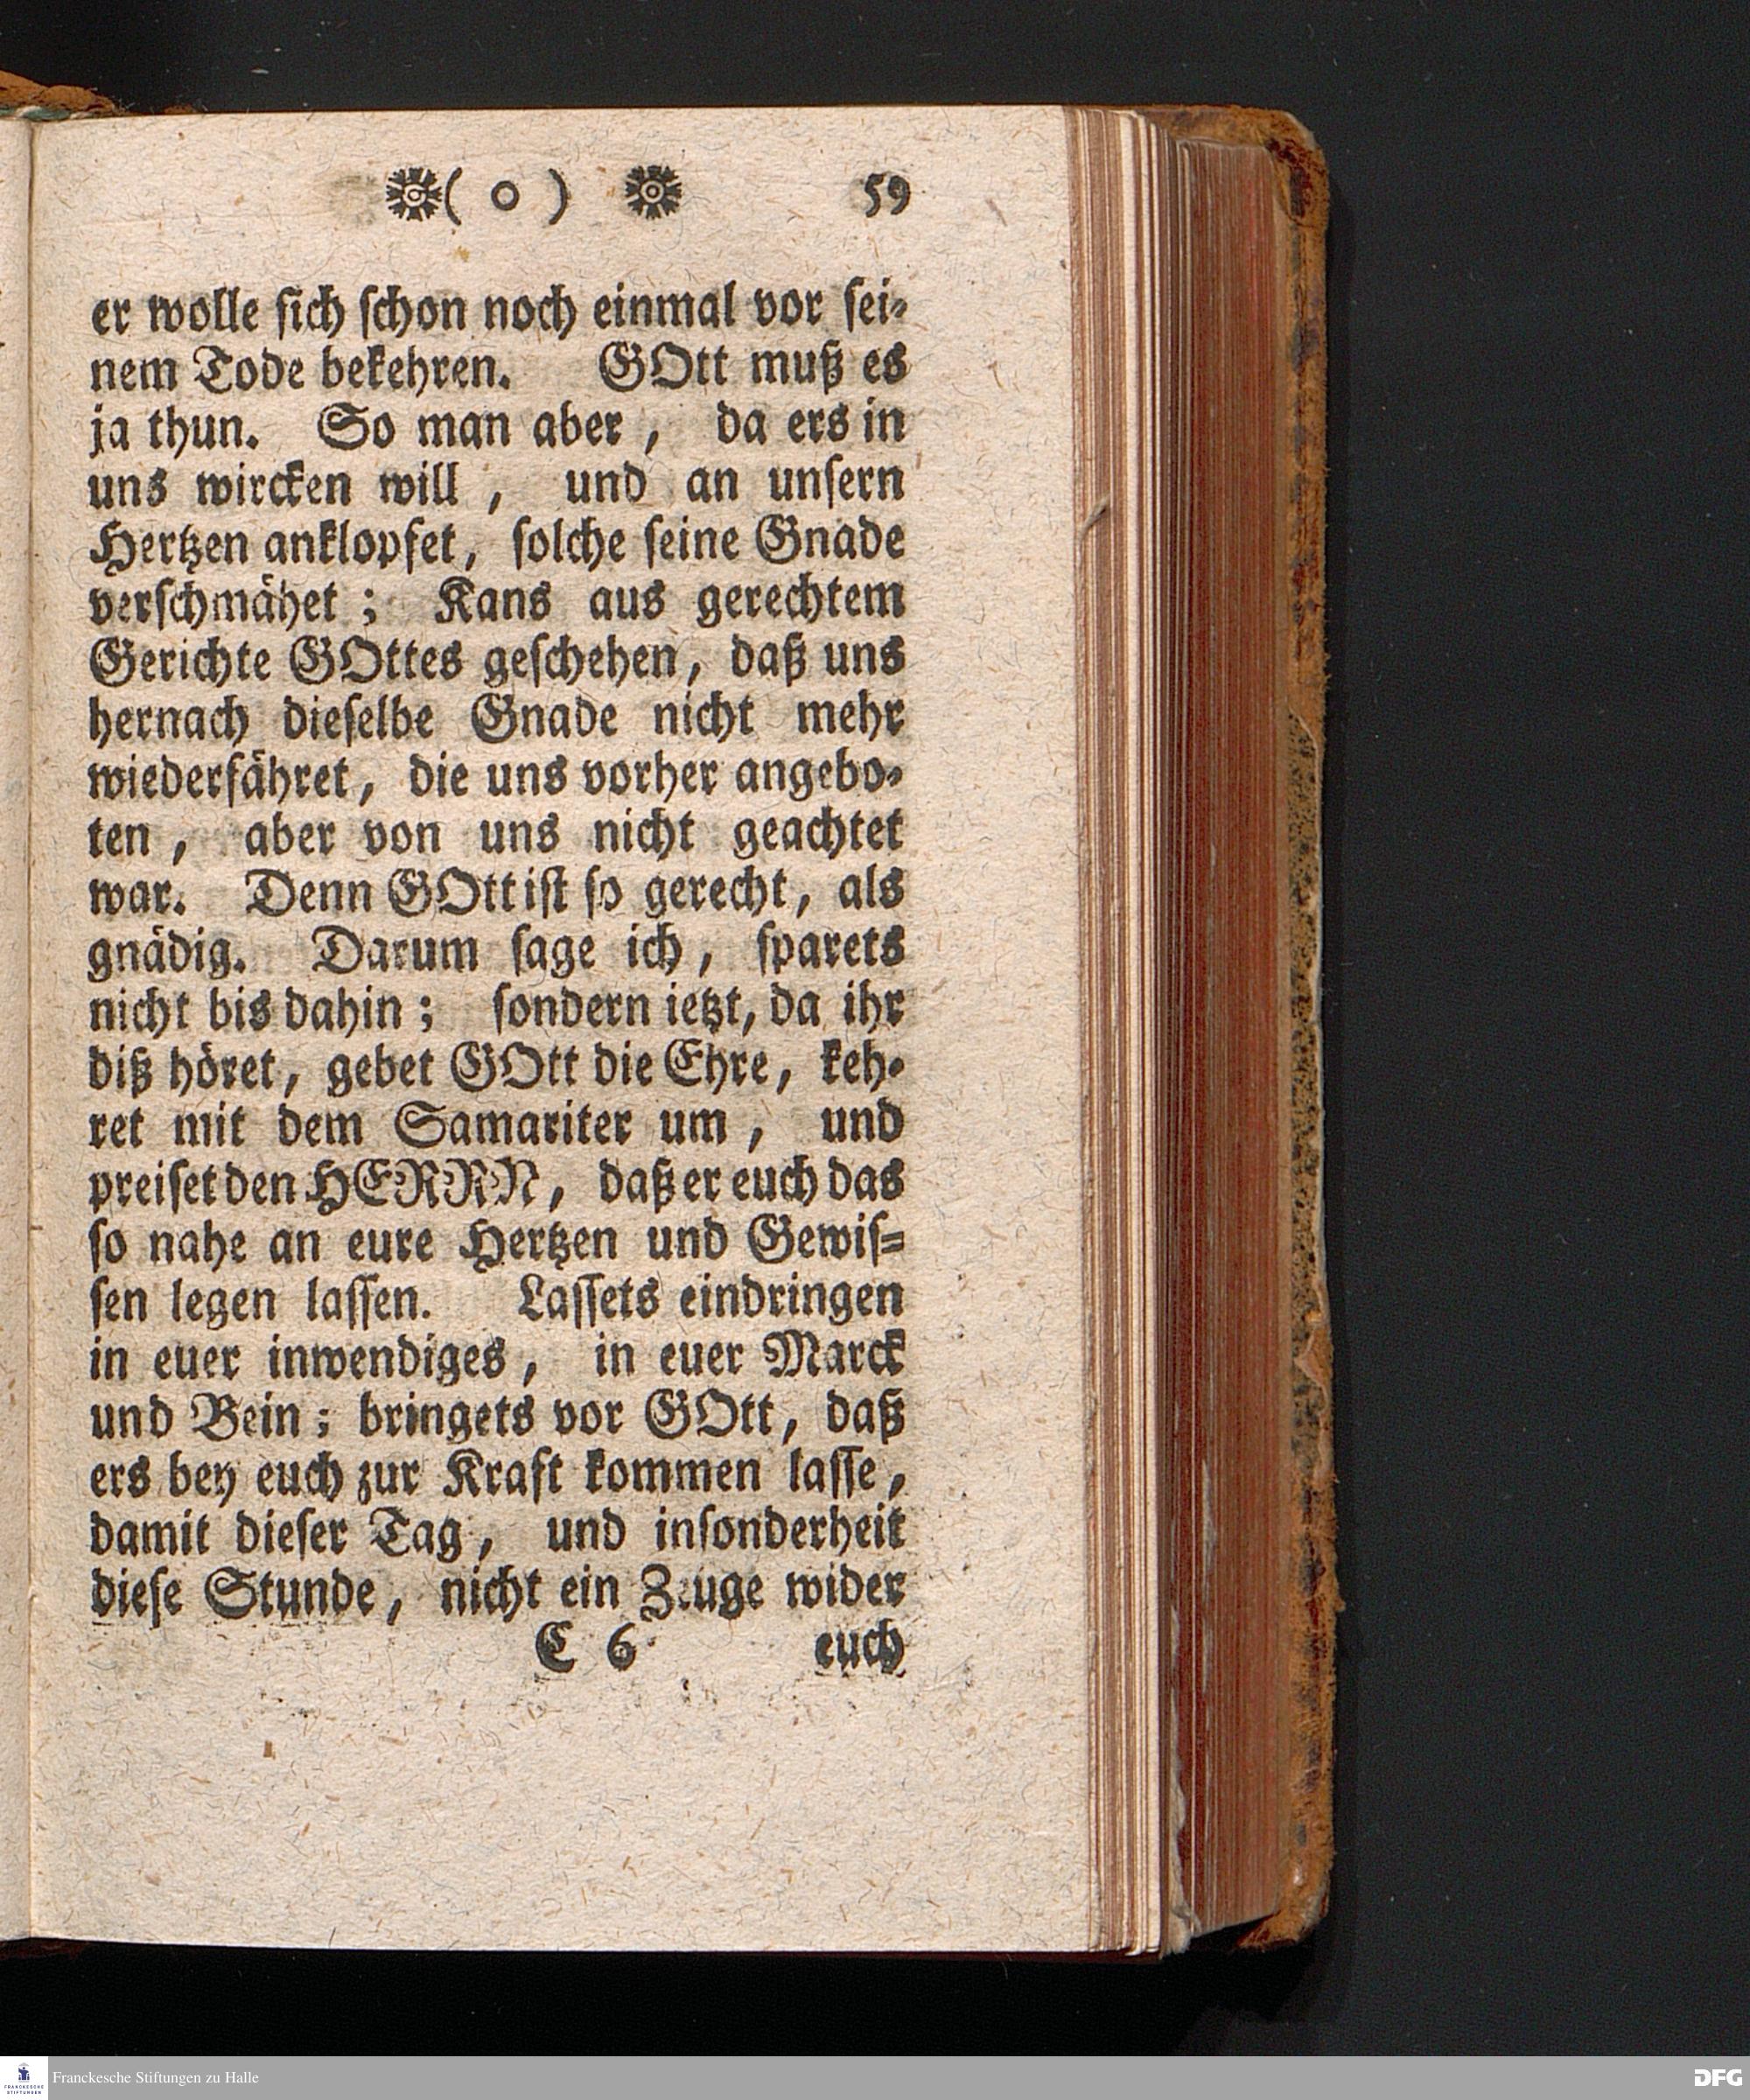 ( o ) 59
er wolle sich schon noch einmal vor sei-
nem Tode bekehren. GOtt muß es
ja thun. So man aber, da ers in
uns wircken will, und an unsern
Hertzen anklopfet, solche seine Gnade
verschmähet; Kans aus gerechtem
Gerichte GOttes geschehen, daß uns
hernach dieselbe Gnade nicht mehr
wiederfähret, die uns vorher angebo-
ten, aber von uns nicht geachtet
war. Denn GOtt ist so gerecht, als
gnädig. Darum sage ich, sparets
nicht bis dahin; sondern ietzt, da ihr
diß höret, gebet GOtt die Ehre, keh-
ret mit dem Samariter um, und
preiset den HERRN, daß er euch das
so nahe an eure Hertzen und Gewis-
sen legen lassen. Lassets eindringen
in euer inwendiges, in euer Marck
und Bein; bringets vor GOtt, daß
ers bey euch zur Kraft kommen lasse,
damit dieser Tag, und insonderheit
diese Stunde, nicht ein Zeuge wider
C 6 euch
FRANCKESCHE STIFTUNGEN
Franckesche Stiftungen zu Halle
DFG